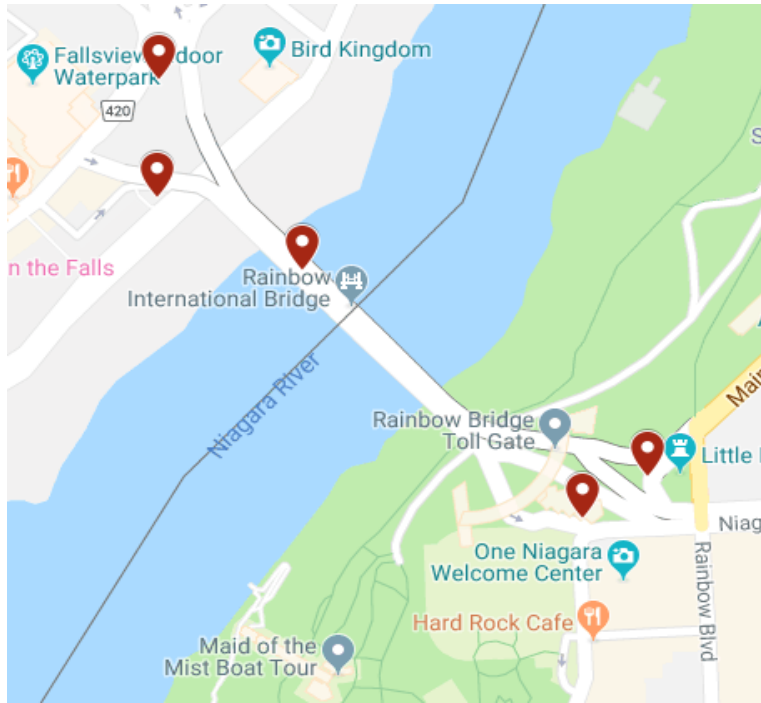 Fallsview
door
Waterpark
Bird Kingdom
420
n the Falls
Rainbow
International Bridge
Niagara River
Rainbow Bridge
Toll Gate
Main
Little
Niag
One Niagara
Welcome Center
Rainbow Blvd
Hard Rock Cafe
Maid of the
Mist Boat Tour